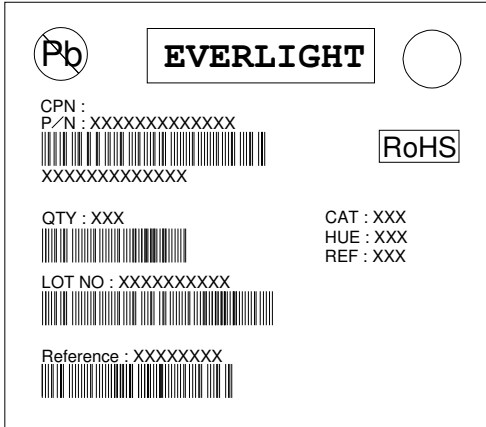 Pb
EVERLIGHT
CPN :
P/N : XXXXXXXXXXXXX
RoHS
XXXXXXXXXXXXX
QTY : XXX
CAT : XXX
HUE : XXX
REF : XXX
LOT NO : XXXXXXXXXX
Reference : XXXXXXXX